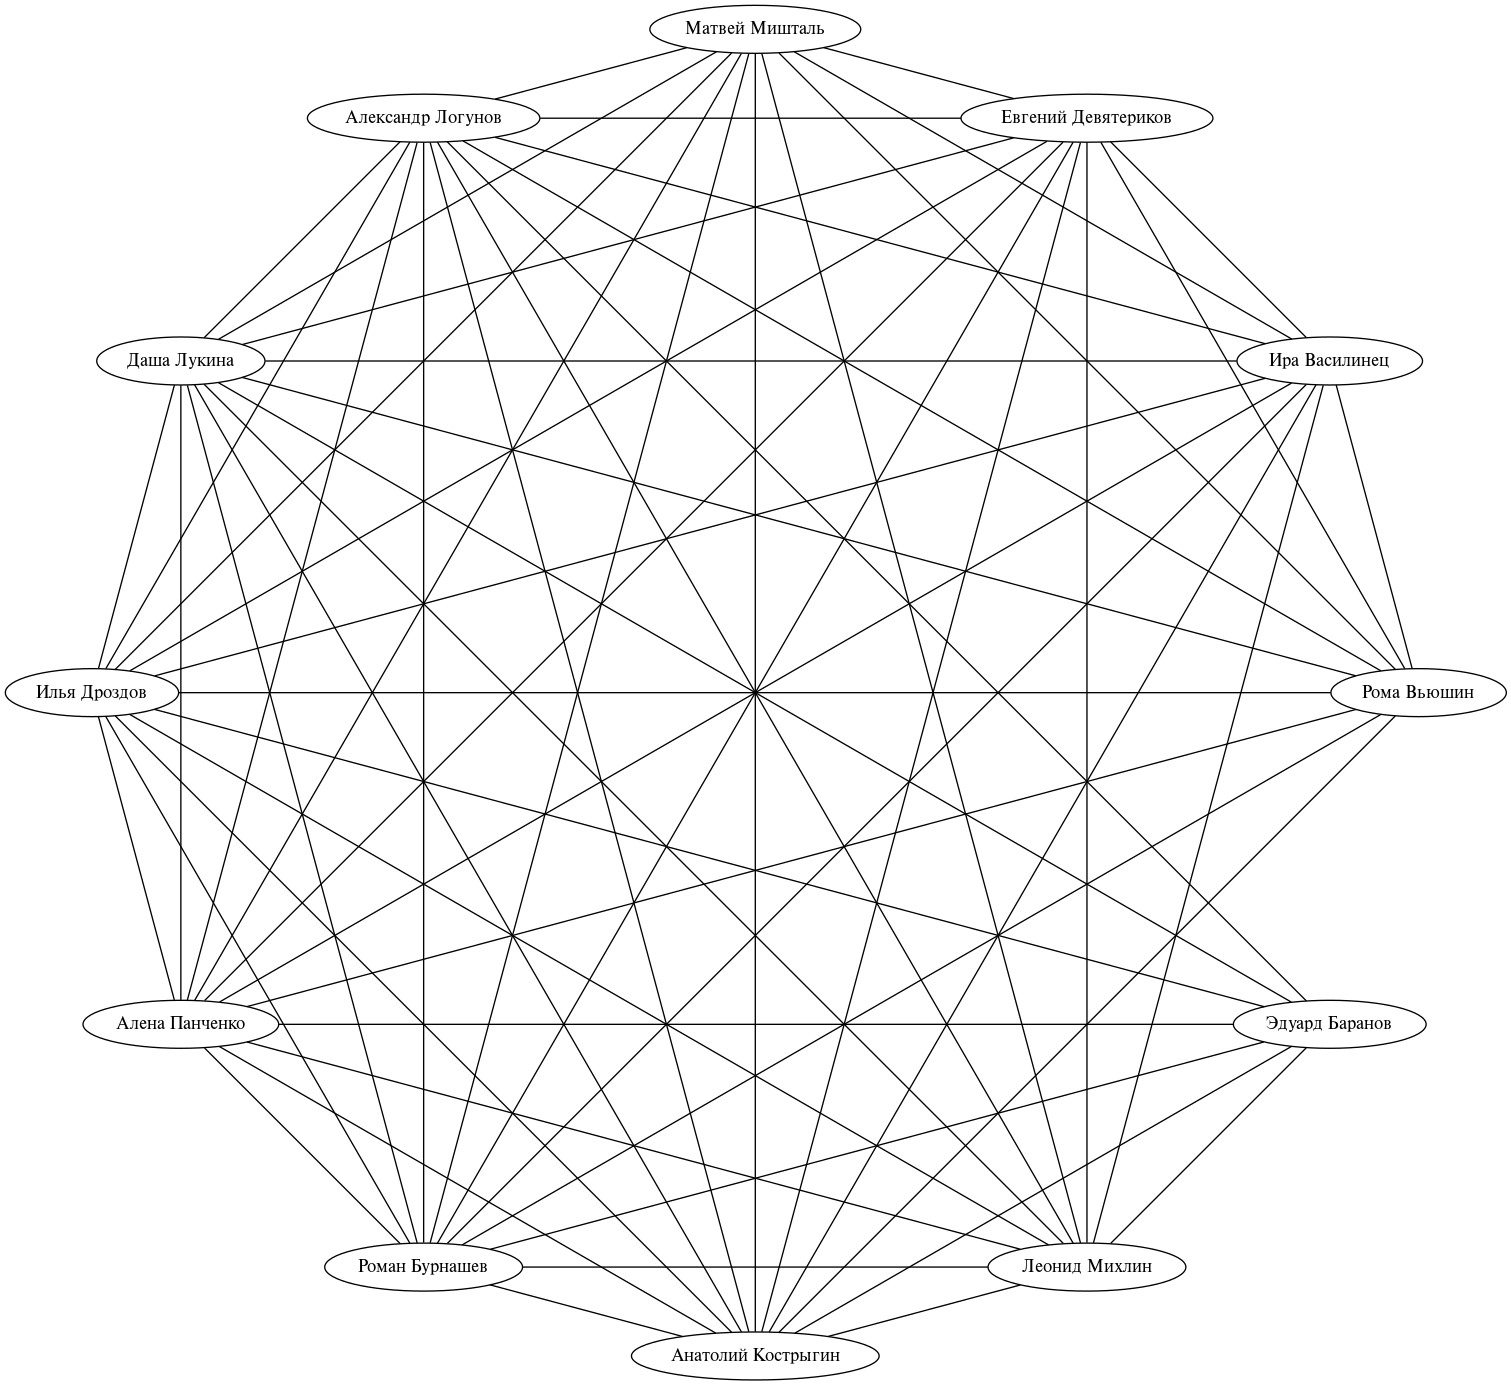 Матвей Мишталь
Александр Логунов
Евгений Девятериков
Даша Лукина
Ира Василинец
Илья Дроздов
Рома Вьюшин
Алена Панченко
Эдуард Баранов
Роман Бурнашев
Леонид Михлин
Анатолий Кострыгин